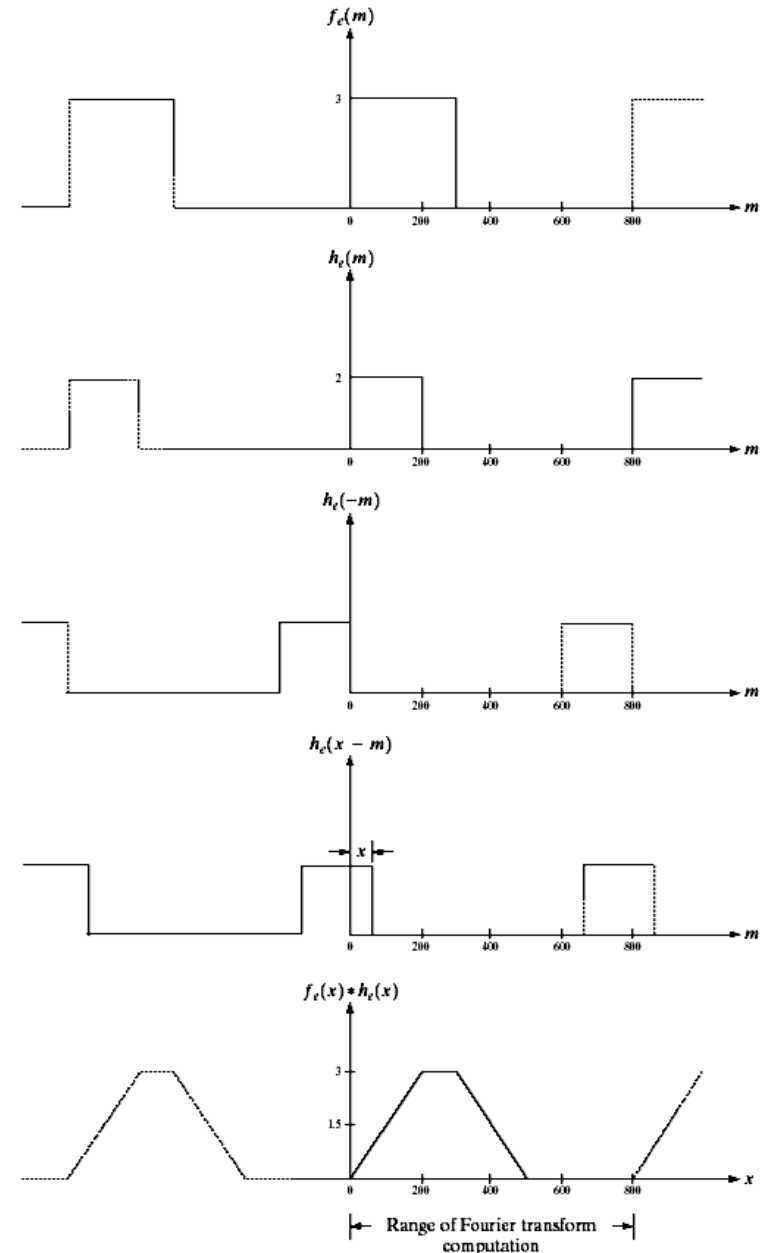 fₑ(m)
3
m
0 200 400 600 800
hₑ(m)
2
m
0 200 400 600 800
hₑ(−m)
m
0 200 400 600 800
hₑ(x − m)
x
m
0 200 400 600 800
fₑ(x)*hₑ(x)
3
1.5
x
0 200 400 600 800
Range of Fourier transform
computation